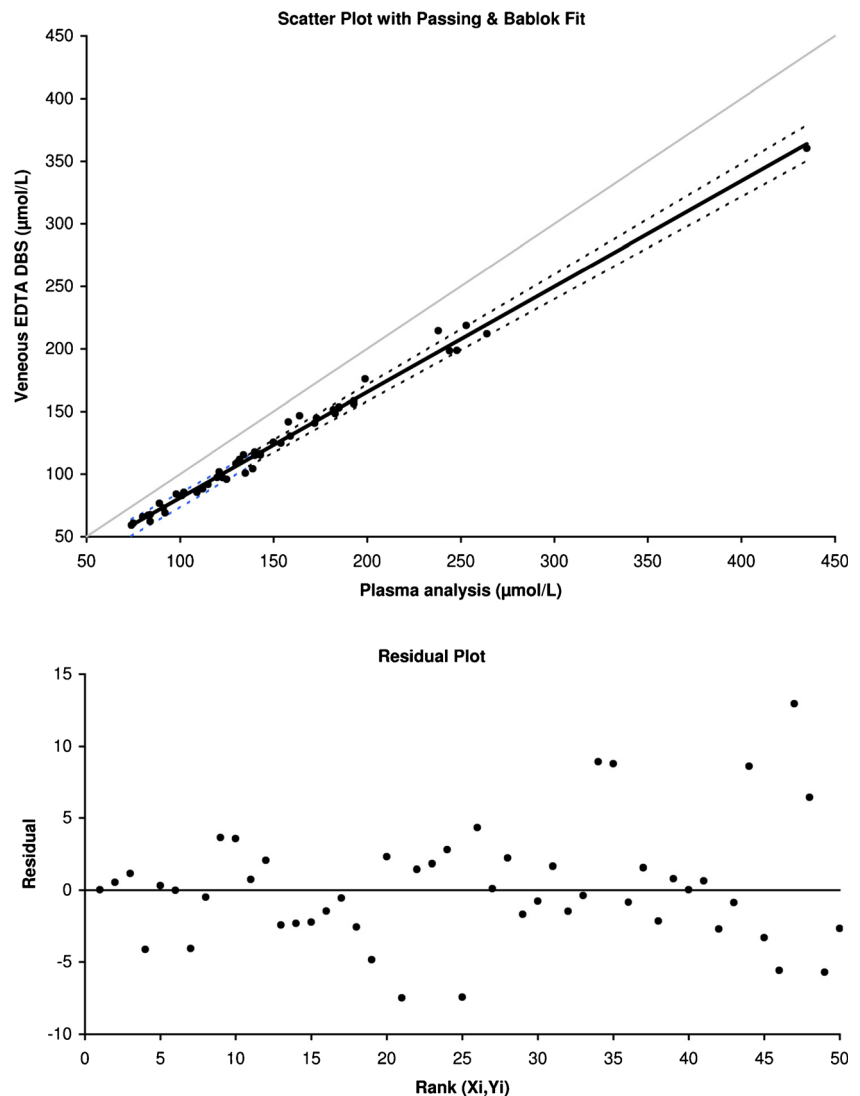 Scatter Plot with Passing & Bablok Fit
450
400
350
300
250
200
150
100
50
Veneous EDTA DBS (µmol/L)
50 100 150 200 250 300 350 400 450
Plasma analysis (µmol/L)
Residual Plot
15
10
5
0
-5
-10
Residual
0 5 10 15 20 25 30 35 40 45 50
Rank (Xi,Yi)